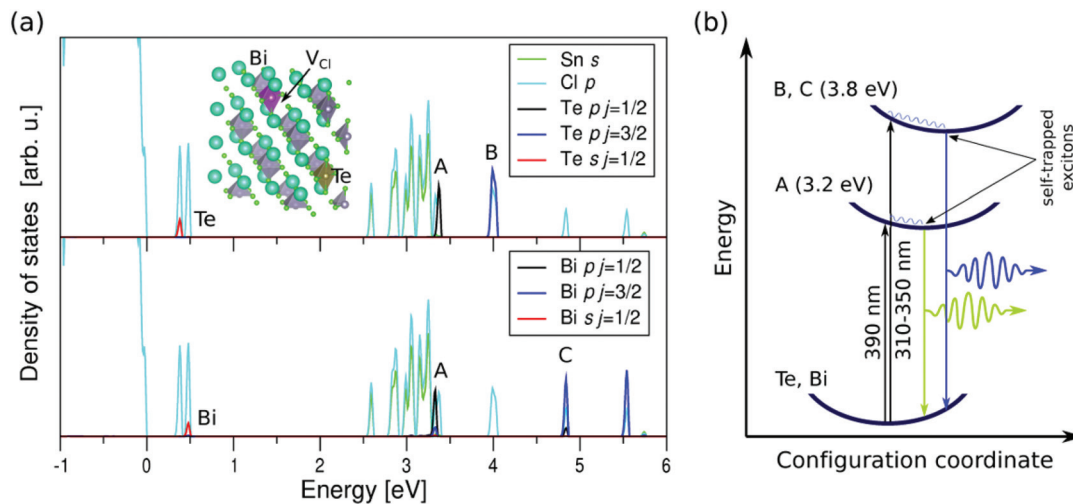 (a)
Density of states [arb. u.]
Bi
V_Cl
Te
Te
A
B
Sn s
Cl p
Te p j=1/2
Te p j=3/2
Te s j=1/2
Bi
A
C
Bi p j=1/2
Bi p j=3/2
Bi s j=1/2
-1 0 1 2 3 4 5 6
Energy [eV]
(b)
Energy
B, C (3.8 eV)
A (3.2 eV)
self-trapped
excitons
390 nm
310-350 nm
Te, Bi
Configuration coordinate